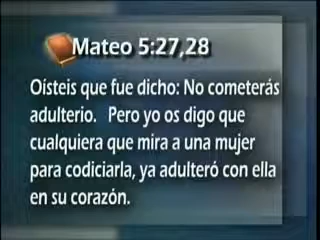 Mateo 5:27,28
Oísteis que fue dicho: No cometerás
adulterio. Pero yo os digo que
cualquiera que mira a una mujer
para codiciarla, ya adulteró con ella
en su corazón.